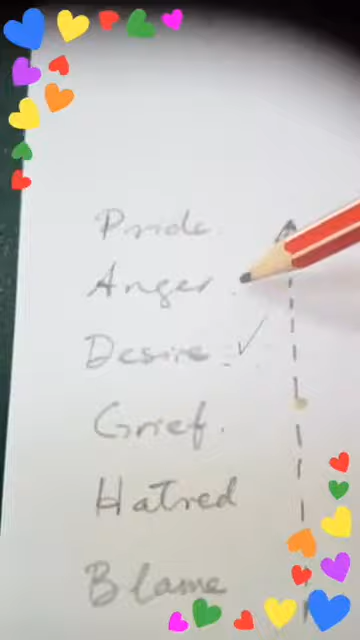 Pride.
Anger.
Desire. ✓
Grief.
Hatred
Blame